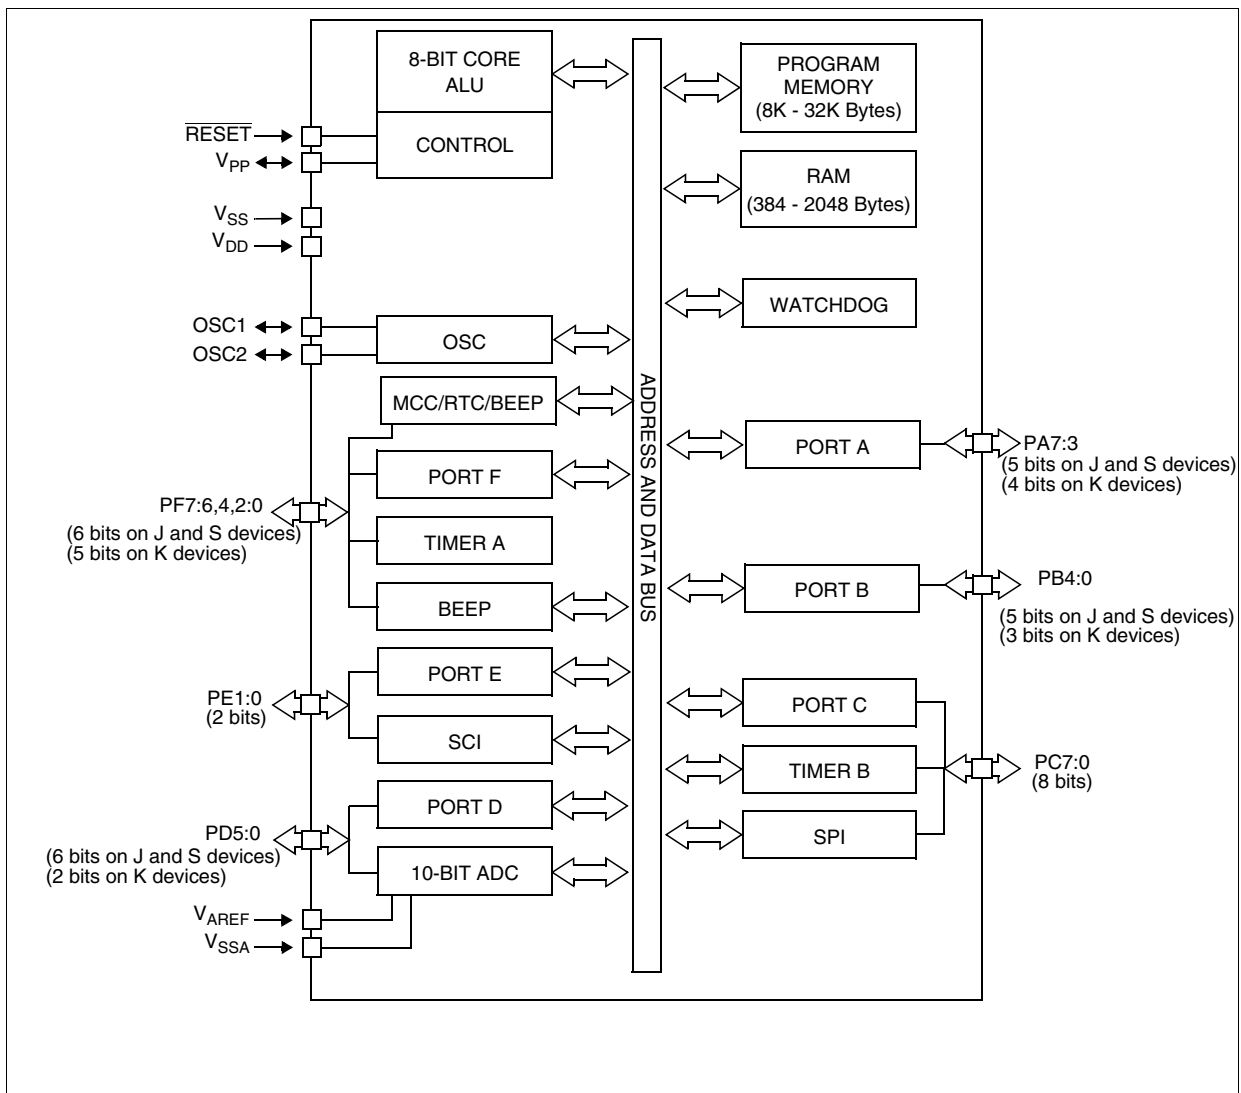 8-BIT CORE
ALU
CONTROL
RESET
VPP
VSS
VDD
OSC1
OSC2
OSC
MCC/RTC/BEEP
PORT F
PF7:6,4,2:0
(6 bits on J and S devices)
(5 bits on K devices)
TIMER A
BEEP
PORT E
PE1:0
(2 bits)
SCI
PORT D
PD5:0
(6 bits on J and S devices)
(2 bits on K devices)
10-BIT ADC
VAREF
VSSA
ADDRESS AND DATA BUS
PROGRAM
MEMORY
(8K - 32K Bytes)
RAM
(384 - 2048 Bytes)
WATCHDOG
PORT A
PA7:3
(5 bits on J and S devices)
(4 bits on K devices)
PORT B
PB4:0
(5 bits on J and S devices)
(3 bits on K devices)
PORT C
TIMER B
PC7:0
(8 bits)
SPI